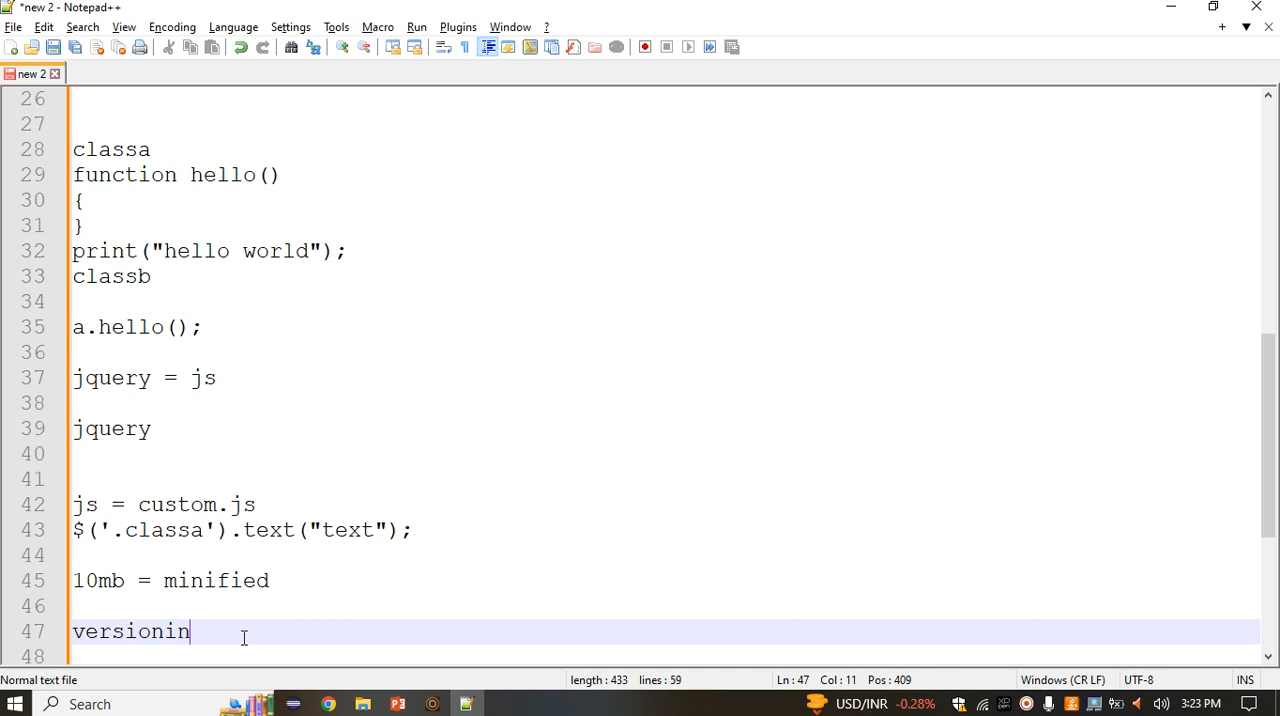 *new 2 - Notepad++
File Edit Search View Encoding Language Settings Tools Macro Run Plugins Window ?
new 2
26
27
28 classa
29 function hello()
30 {
31 }
32 print("hello world");
33 classb
34
35 a.hello();
36
37 jquery = js
38
39 jquery
40
41
42 js = custom.js
43 $('.classa').text("text");
44
45 10mb = minified
46
47 versionin
48
Normal text file length : 433 lines : 59 Ln : 47 Col : 11 Pos : 409 Windows (CR LF) UTF-8 INS
Search USD/INR -0.28% 3:23 PM